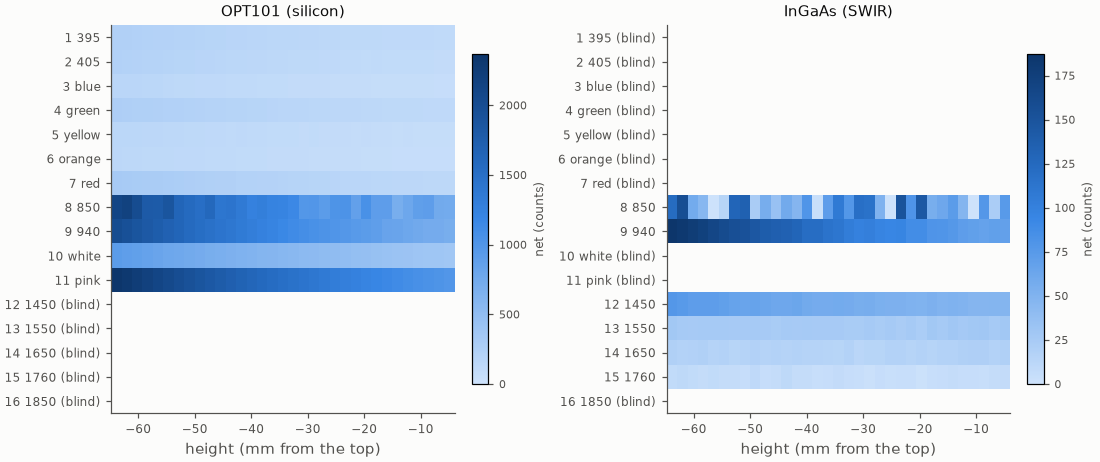 OPT101 (silicon)
1 395
2 405
3 blue
4 green
5 yellow
6 orange
7 red
8 850
9 940
10 white
11 pink
12 1450 (blind)
13 1550 (blind)
14 1650 (blind)
15 1760 (blind)
16 1850 (blind)
−60 −50 −40 −30 −20 −10
height (mm from the top)
2000
1500
1000
500
0
net (counts)
InGaAs (SWIR)
1 395 (blind)
2 405 (blind)
3 blue (blind)
4 green (blind)
5 yellow (blind)
6 orange (blind)
7 red (blind)
8 850
9 940
10 white (blind)
11 pink (blind)
12 1450
13 1550
14 1650
15 1760
16 1850 (blind)
−60 −50 −40 −30 −20 −10
height (mm from the top)
175
150
125
100
75
50
25
0
net (counts)